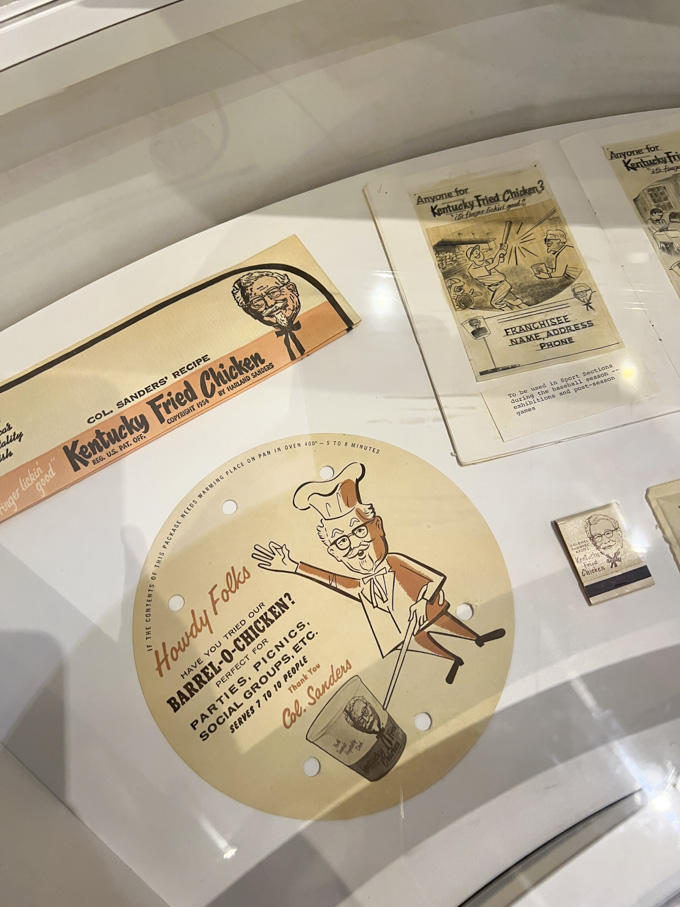 COL. SANDERS' RECIPE
Kentucky Fried Chicken
REG. U.S. PAT. OFF.
COPYRIGHT 1954
BY HARLAND SANDERS
finger lickin'
good"
Anyone for
Kentucky Fried Chicken?
"it's finger lickin' good"
FRANCHISEE
NAME, ADDRESS
PHONE
To be used in Sport Sections
during the baseball season --
exhibitions and post-season
games
Anyone for
Kentucky Fri
IF THE CONTENTS OF THIS PACKAGE NEEDS WARMING PLACE ON PAN IN OVEN 400° — 5 TO 8 MINUTES
Howdy Folks
HAVE YOU TRIED OUR
BARREL-O-CHICKEN?
PERFECT FOR
PARTIES, PICNICS,
SOCIAL GROUPS, ETC.
SERVES 7 TO 10 PEOPLE
Thank You
Col. Sanders
Kentucky
Fried
Chicken